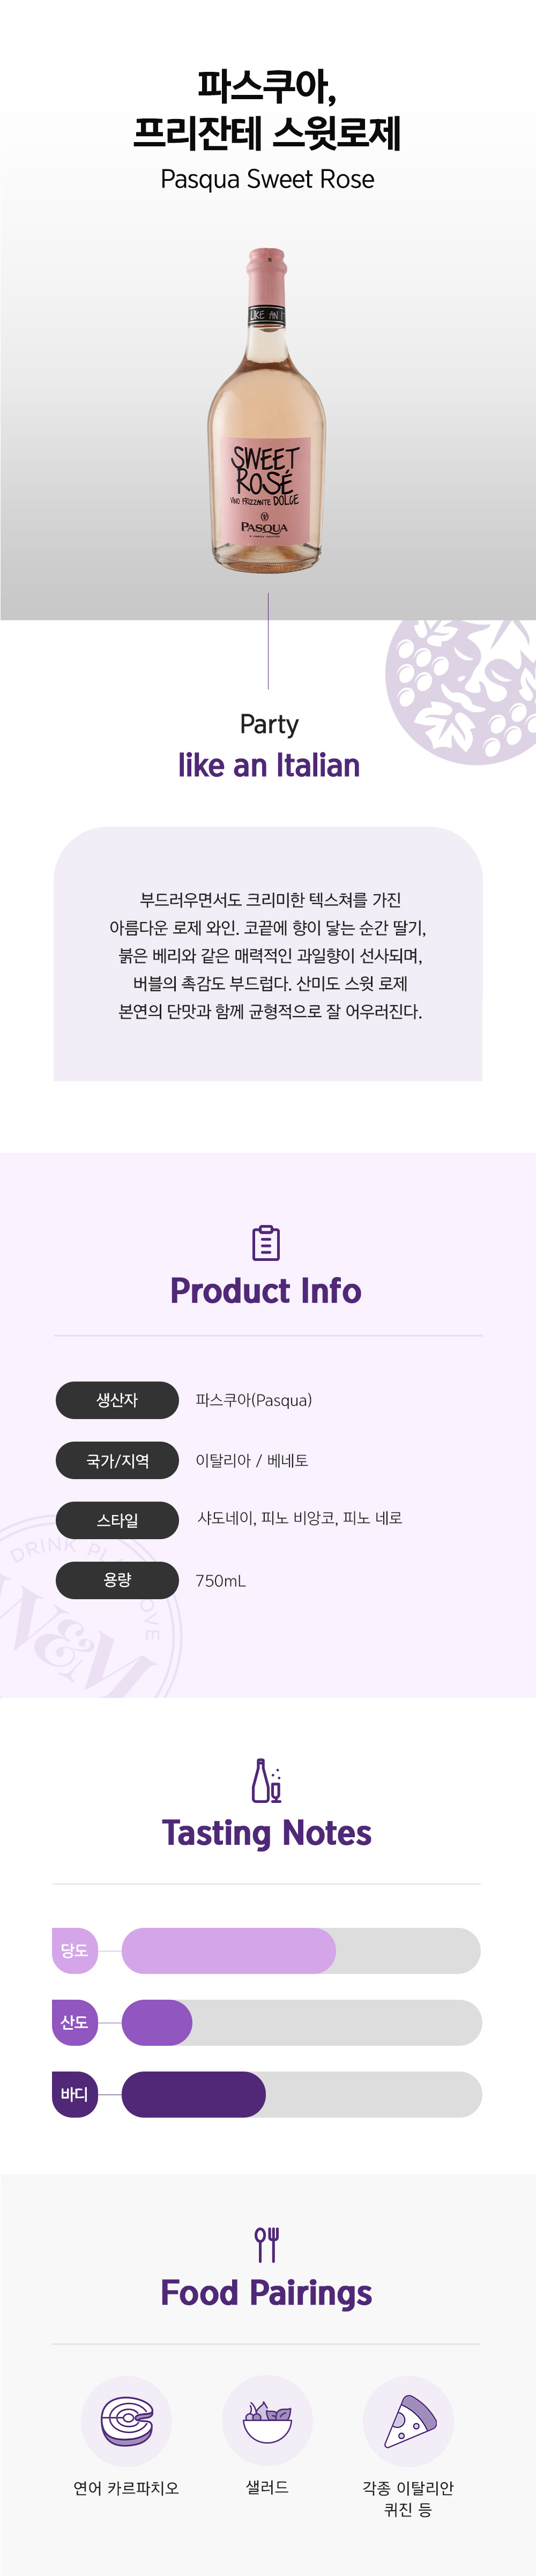 파스쿠아,
프리잔테 스윗로제
Pasqua Sweet Rose
LIKE AN I
SWEET
ROSÉ
VINO FRIZZANTE DOLCE
PASQUA
Party
like an Italian
부드러우면서도 크리미한 텍스쳐를 가진
아름다운 로제 와인. 코끝에 향이 닿는 순간 딸기,
붉은 베리와 같은 매력적인 과일향이 선사되며,
버블의 촉감도 부드럽다. 산미도 스윗 로제
본연의 단맛과 함께 균형적으로 잘 어우러진다.
Product Info
생산자 파스쿠아(Pasqua)
국가/지역 이탈리아 / 베네토
스타일 샤도네이, 피노 비앙코, 피노 네로
용량 750mL
DRINK PL OVE
W&M
Tasting Notes
당도
산도
바디
Food Pairings
연어 카르파치오
샐러드
각종 이탈리안
퀴진 등